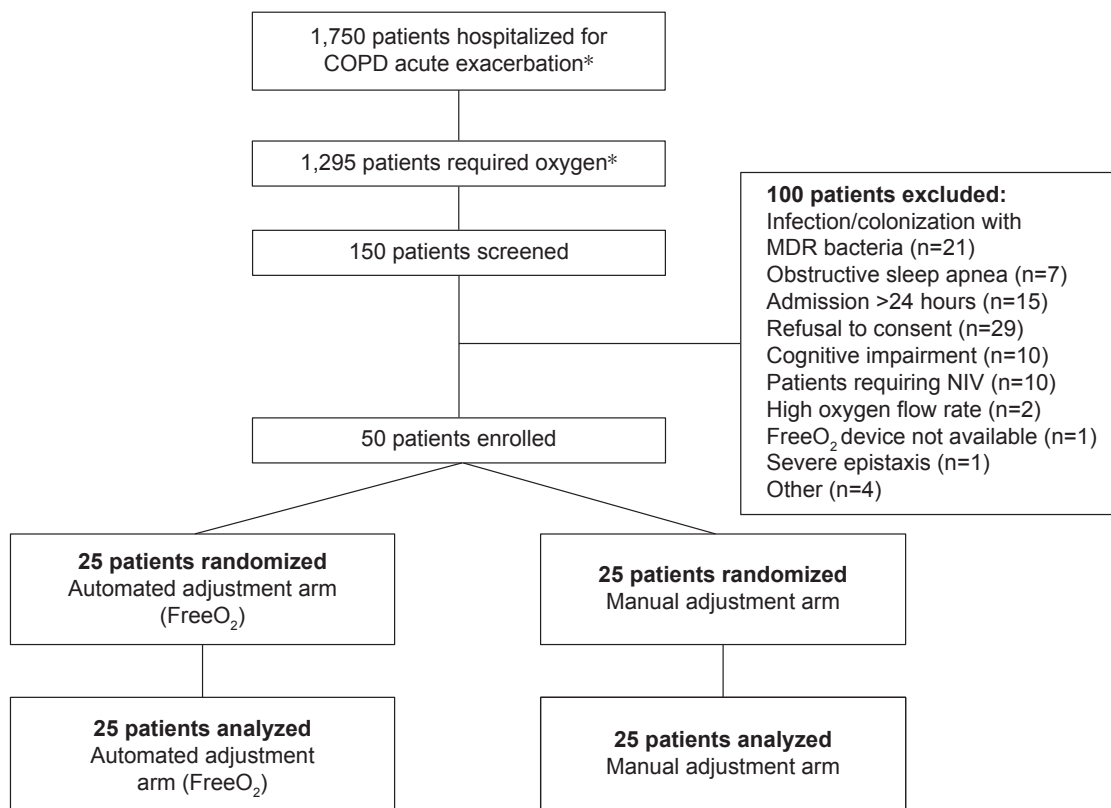 1,750 patients hospitalized for
COPD acute exacerbation*
1,295 patients required oxygen*
150 patients screened
100 patients excluded:
Infection/colonization with
MDR bacteria (n=21)
Obstructive sleep apnea (n=7)
Admission >24 hours (n=15)
Refusal to consent (n=29)
Cognitive impairment (n=10)
Patients requiring NIV (n=10)
High oxygen flow rate (n=2)
FreeO₂ device not available (n=1)
Severe epistaxis (n=1)
Other (n=4)
50 patients enrolled
25 patients randomized
Automated adjustment arm
(FreeO₂)
25 patients randomized
Manual adjustment arm
25 patients analyzed
Automated adjustment
arm (FreeO₂)
25 patients analyzed
Manual adjustment arm